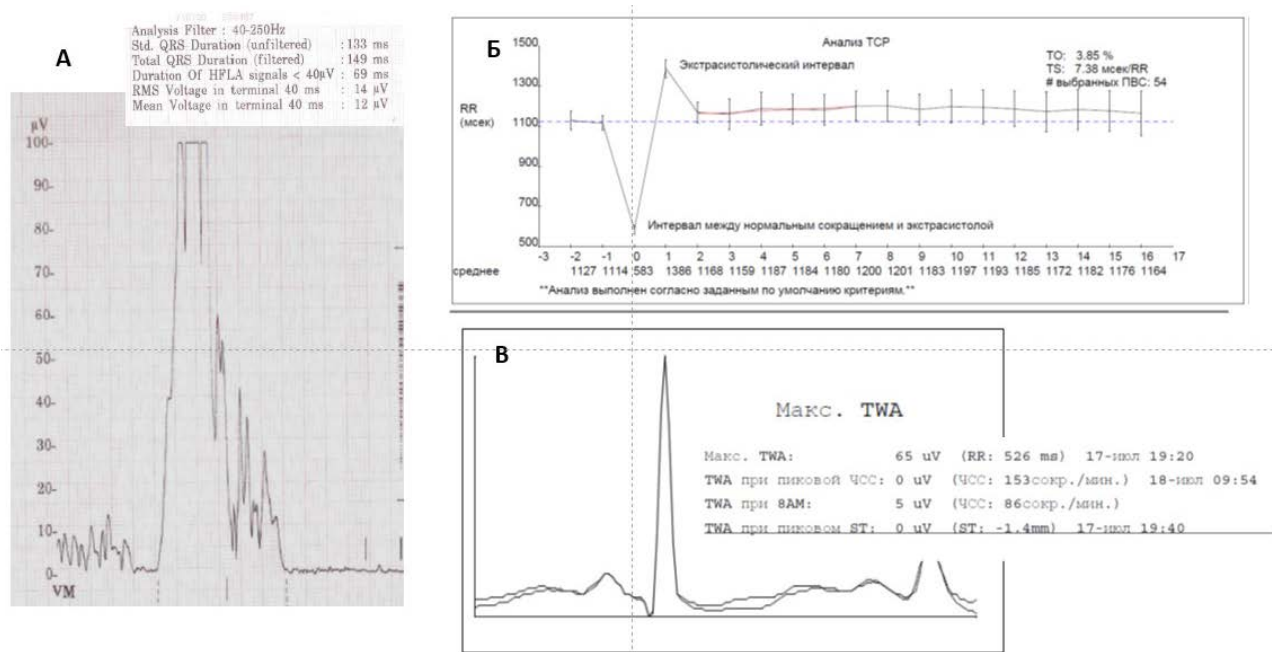 А
Analysis Filter : 40-250Hz
Std. QRS Duration (unfiltered) : 133 ms
Total QRS Duration (filtered) : 149 ms
Duration Of HFLA signals < 40µV : 69 ms
RMS Voltage in terminal 40 ms : 14 µV
Mean Voltage in terminal 40 ms : 12 µV
µV
100-
90-
80-
70-
60-
50-
40-
30-
20-
10-
0-
VM
Б
Анализ ТСР
TO: 3.85 %
TS: 7.38 мсек/RR
# выбранных ПВС: 54
Экстрасистолический интервал
RR
(мсек)
1500
1300
1100
900
700
500
Интервал между нормальным сокращением и экстрасистолой
-3 -2 -1 0 1 2 3 4 5 6 7 8 9 10 11 12 13 14 15 16 17
среднее 1127 1114 583 1386 1168 1159 1187 1184 1180 1200 1201 1183 1197 1193 1185 1172 1182 1176 1164
**Анализ выполнен согласно заданным по умолчанию критериям.**
В
Макс. TWA
Макс. TWA: 65 uV (RR: 526 ms) 17-июл 19:20
TWA при пиковой ЧСС: 0 uV (ЧСС: 153сокр./мин.) 18-июл 09:54
TWA при 8AM: 5 uV (ЧСС: 86сокр./мин.)
TWA при пиковом ST: 0 uV (ST: -1.4mm) 17-июл 19:40